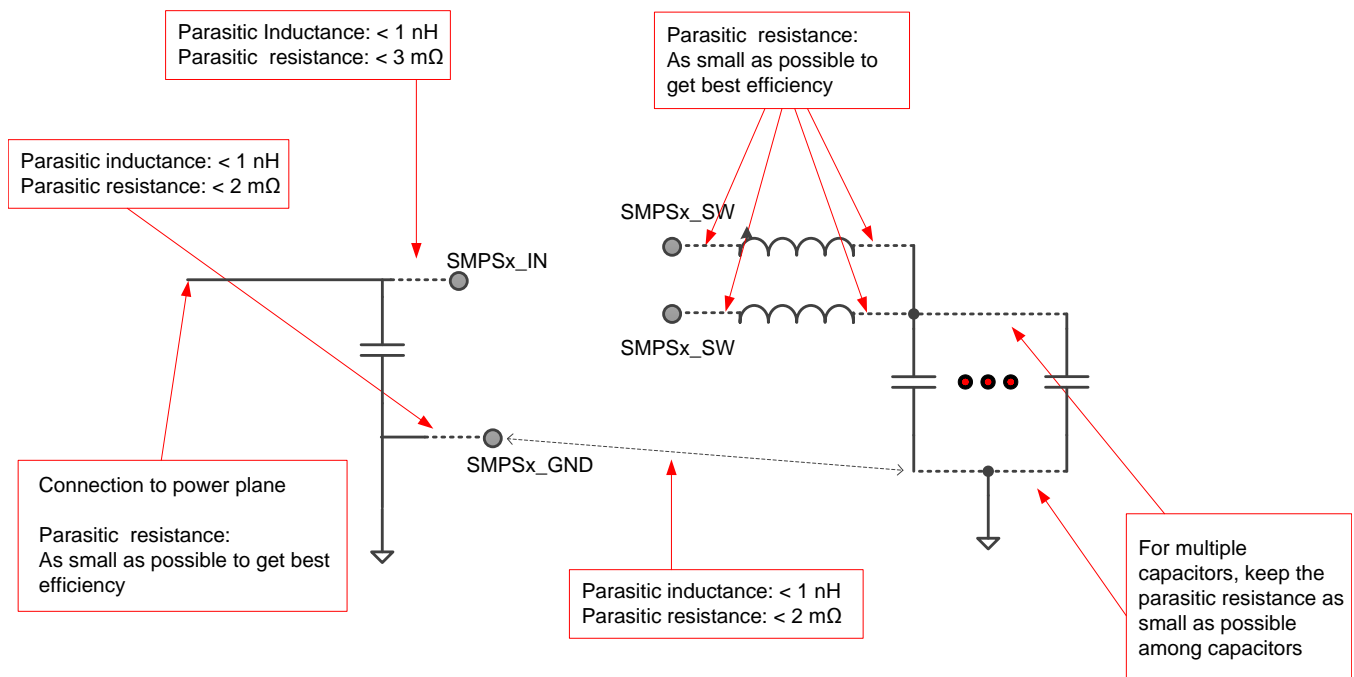 Parasitic Inductance: < 1 nH
Parasitic  resistance: < 3 mΩ
Parasitic  resistance:
As small as possible to
get best efficiency
Parasitic inductance: < 1 nH
Parasitic resistance: < 2 mΩ
SMPSx_SW
SMPSx_IN
SMPSx_SW
SMPSx_GND
Connection to power plane
Parasitic  resistance:
As small as possible to get best
efficiency
Parasitic inductance: < 1 nH
Parasitic resistance: < 2 mΩ
For multiple
capacitors, keep the
parasitic resistance as
small as possible
among capacitors